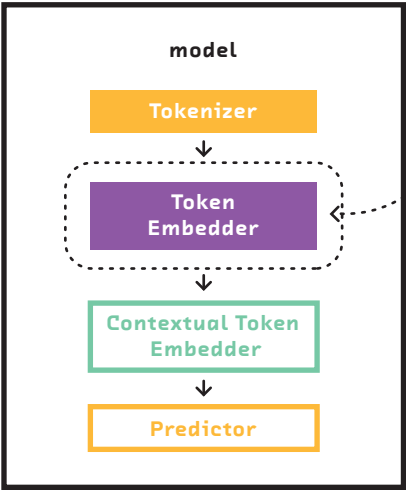 model
Tokenizer
Token
Embedder
Contextual Token
Embedder
Predictor